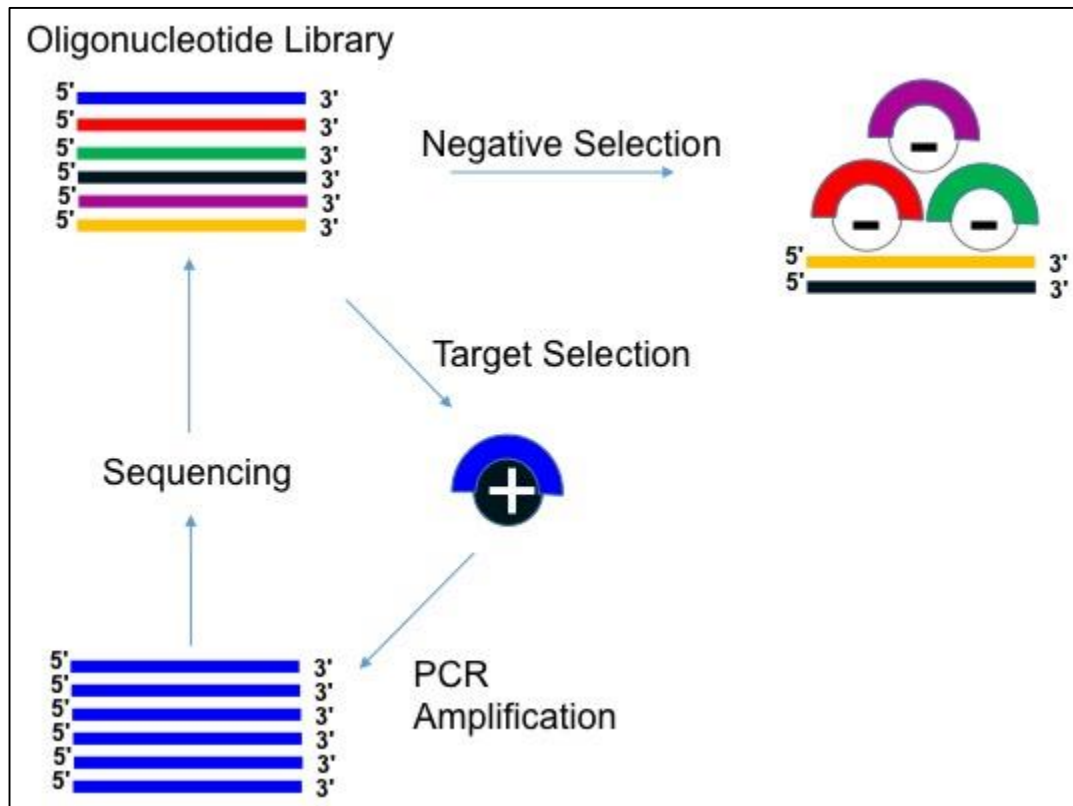 Oligonucleotide Library
5' 3'
5' 3'
5' 3'
5' 3'
5' 3'
5' 3'
Negative Selection
-
- -
5' 3'
5' 3'
Target Selection
+
Sequencing
PCR
Amplification
5' 3'
5' 3'
5' 3'
5' 3'
5' 3'
5' 3'